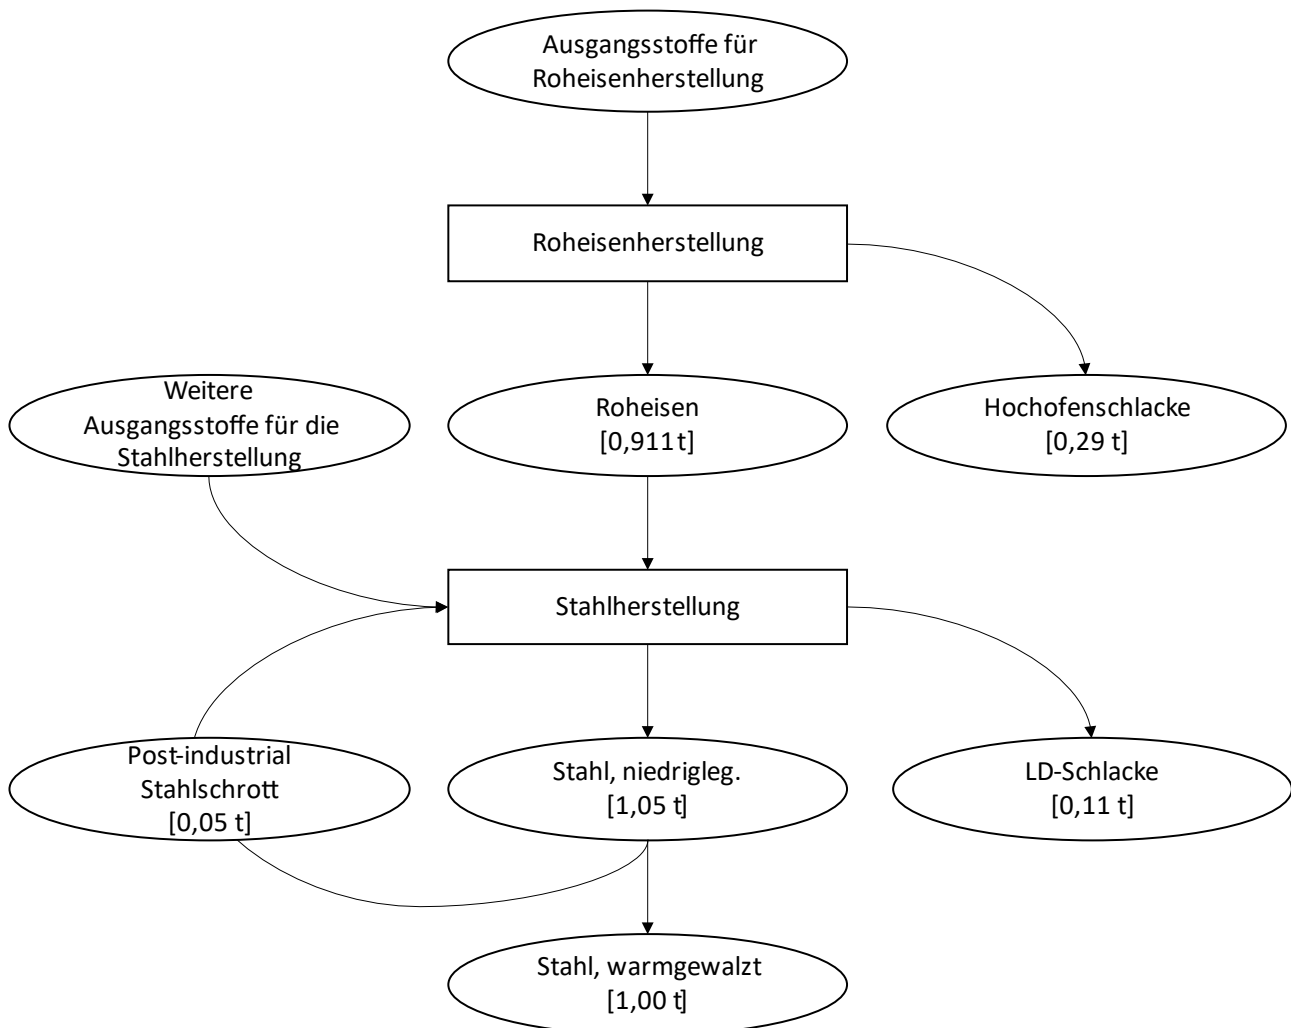 Ausgangsstoffe für
Roheisenherstellung
Roheisenherstellung
Weitere
Ausgangsstoffe für die
Stahlherstellung
Roheisen
[0,911 t]
Hochofenschlacke
[0,29 t]
Stahlherstellung
Post-industrial
Stahlschrott
[0,05 t]
Stahl, niedrigleg.
[1,05 t]
LD-Schlacke
[0,11 t]
Stahl, warmgewalzt
[1,00 t]